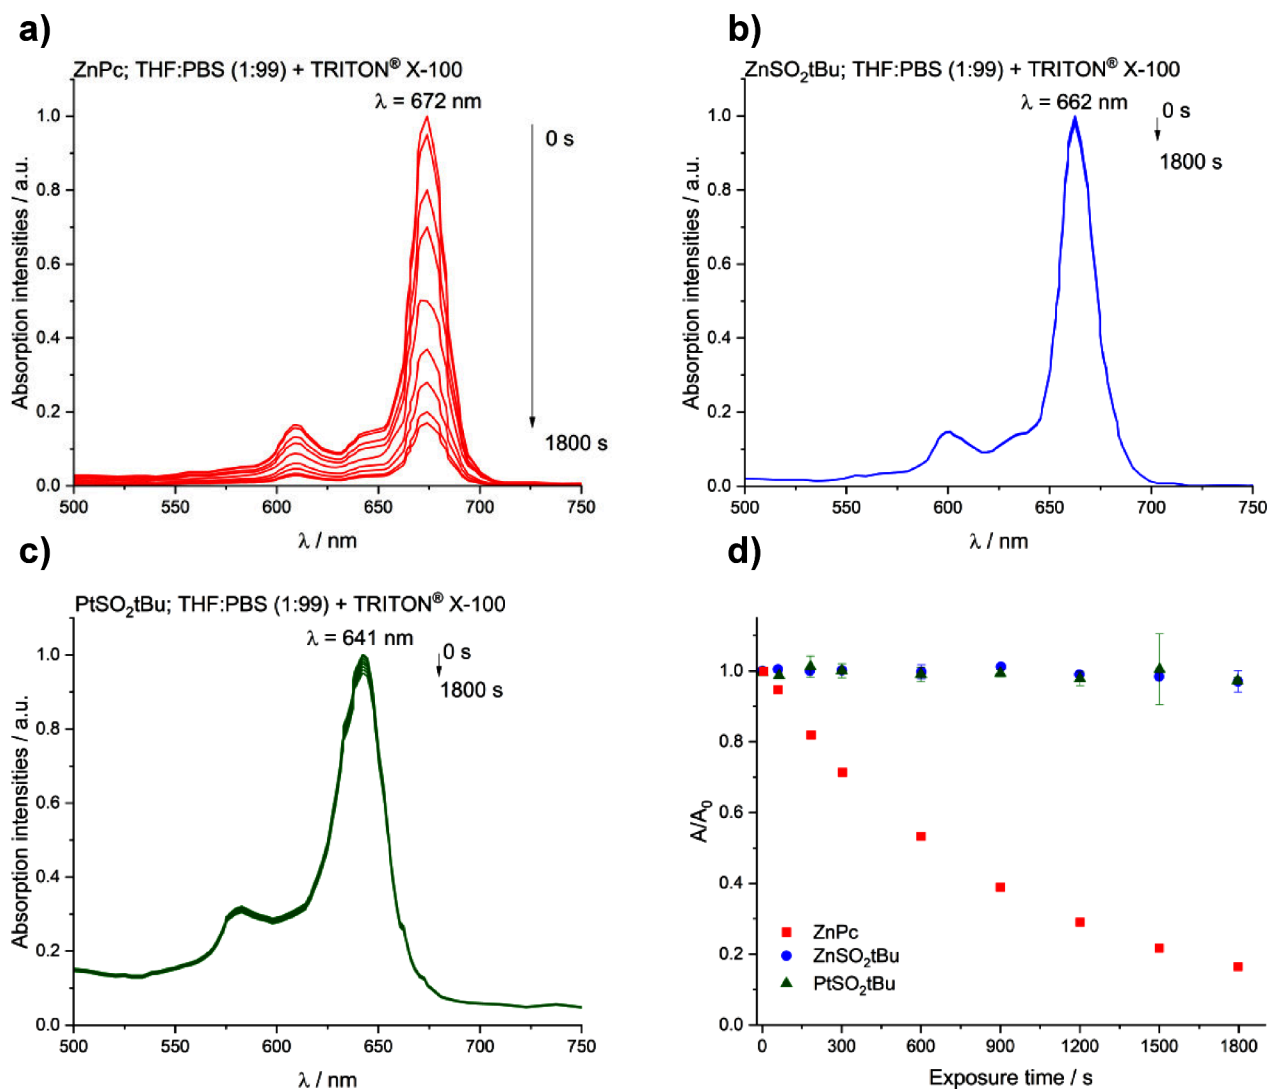 a)
ZnPc; THF:PBS (1:99) + TRITON® X-100
λ = 672 nm
0 s
1800 s
Absorption intensities / a.u.
1.0
0.8
0.6
0.4
0.2
0.0
500 550 600 650 700 750
λ / nm
b)
ZnSO₂tBu; THF:PBS (1:99) + TRITON® X-100
λ = 662 nm
0 s
1800 s
Absorption intensities / a.u.
1.0
0.8
0.6
0.4
0.2
0.0
500 550 600 650 700 750
λ / nm
c)
PtSO₂tBu; THF:PBS (1:99) + TRITON® X-100
λ = 641 nm
0 s
1800 s
Absorption intensities / a.u.
1.0
0.8
0.6
0.4
0.2
0.0
500 550 600 650 700 750
λ / nm
d)
A/A₀
1.0
0.8
0.6
0.4
0.2
0.0
ZnPc
ZnSO₂tBu
PtSO₂tBu
0 300 600 900 1200 1500 1800
Exposure time / s